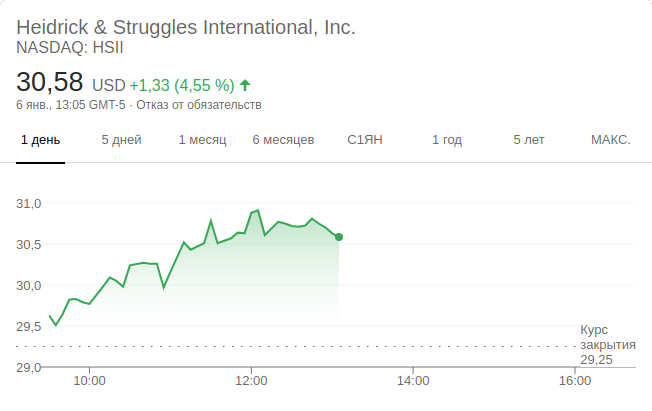 Heidrick & Struggles International, Inc.
NASDAQ: HSII
30,58 USD +1,33 (4,55 %)
6 янв., 13:05 GMT-5 · Отказ от обязательств
1 день 5 дней 1 месяц 6 месяцев С1ЯН 1 год 5 лет МАКС.
31,0
30,5
30,0
29,5
Курс
закрытия
29,25
29,0
10:00 12:00 14:00 16:00